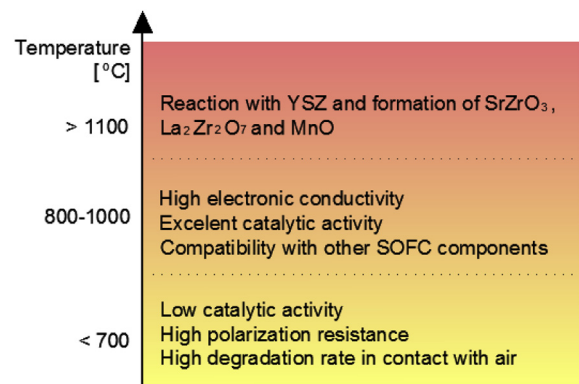 Temperature
[°C]
Reaction with YSZ and formation of SrZrO3,
La2Zr2O7 and MnO
> 1100
High electronic conductivity
800-1000
Excelent catalytic activity
Compatibility with other SOFC components
Low catalytic activity
< 700
High polarization resistance
High degradation rate in contact with air